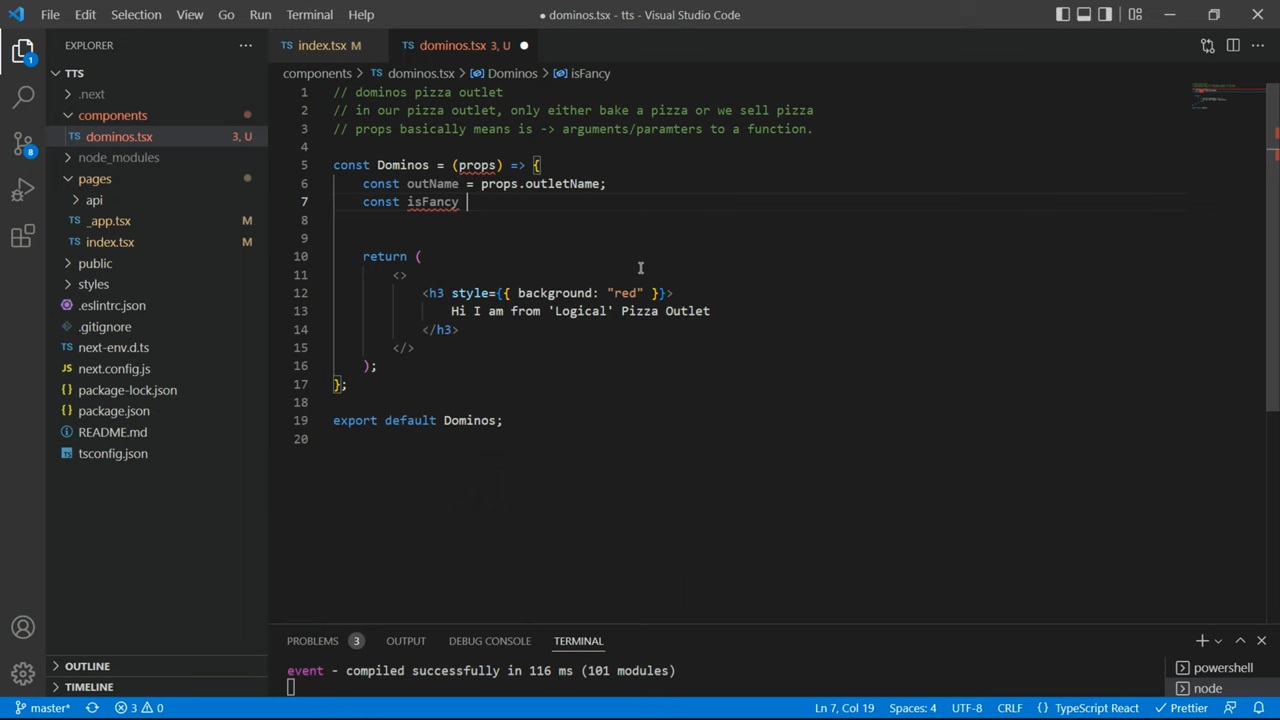 File Edit Selection View Go Run Terminal Help
● dominos.tsx - tts - Visual Studio Code
EXPLORER
TS index.tsx M
TS dominos.tsx 3, U
components > TS dominos.tsx > Dominos > isFancy
TTS
.next
components
TS dominos.tsx 3, U
node_modules
pages
api
TS _app.tsx M
TS index.tsx M
public
styles
.eslintrc.json
.gitignore
TS next-env.d.ts
JS next.config.js
{} package-lock.json
{} package.json
README.md
tsconfig.json
OUTLINE
TIMELINE
1
8
1 // dominos pizza outlet
2 // in our pizza outlet, only either bake a pizza or we sell pizza
3 // props basically means is -> arguments/paramters to a function.
4
5 const Dominos = (props) => {
6 const outName = props.outletName;
7 const isFancy
8
9
10 return (
11 <>
12 <h3 style={{ background: "red" }}>
13 Hi I am from 'Logical' Pizza Outlet
14 </h3>
15 </>
16 );
17 };
18
19 export default Dominos;
20
PROBLEMS 3 OUTPUT DEBUG CONSOLE TERMINAL
event - compiled successfully in 116 ms (101 modules)
powershell
node
master* 3 0 Ln 7, Col 19 Spaces: 4 UTF-8 CRLF {} TypeScript React Prettier